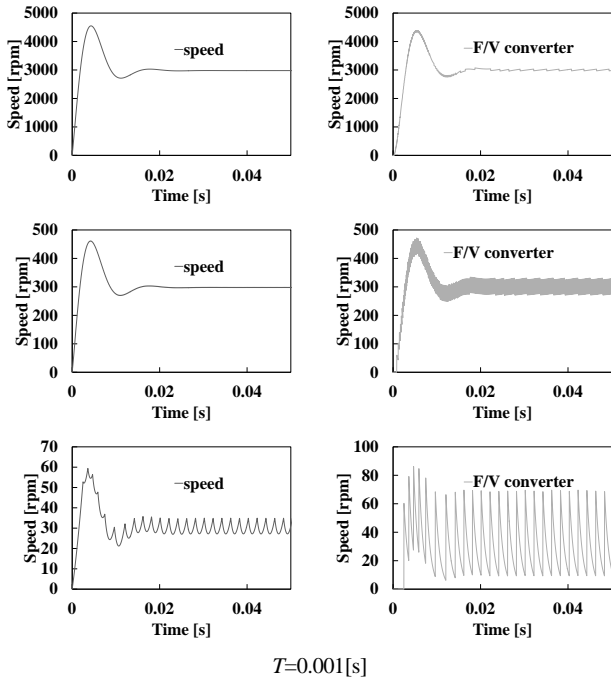 5000
4000
3000
2000
1000
0
Speed [rpm]
speed
0 0.02 0.04
Time [s]
5000
4000
3000
2000
1000
0
Speed [rpm]
F/V converter
0 0.02 0.04
Time [s]
500
400
300
200
100
0
Speed [rpm]
speed
0 0.02 0.04
Time [s]
500
400
300
200
100
0
Speed [rpm]
F/V converter
0 0.02 0.04
Time [s]
70
60
50
40
30
20
10
0
Speed [rpm]
speed
0 0.02 0.04
Time [s]
100
80
60
40
20
0
Speed [rpm]
F/V converter
0 0.02 0.04
Time [s]
T=0.001[s]